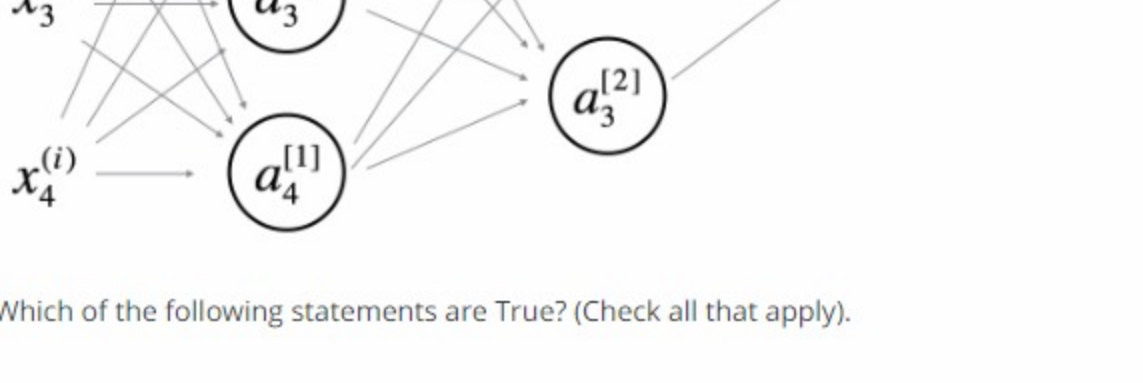 x_3
a_3
a_3^{[2]}
x_4^{(i)}
a_4^{[1]}
Which of the following statements are True? (Check all that apply).